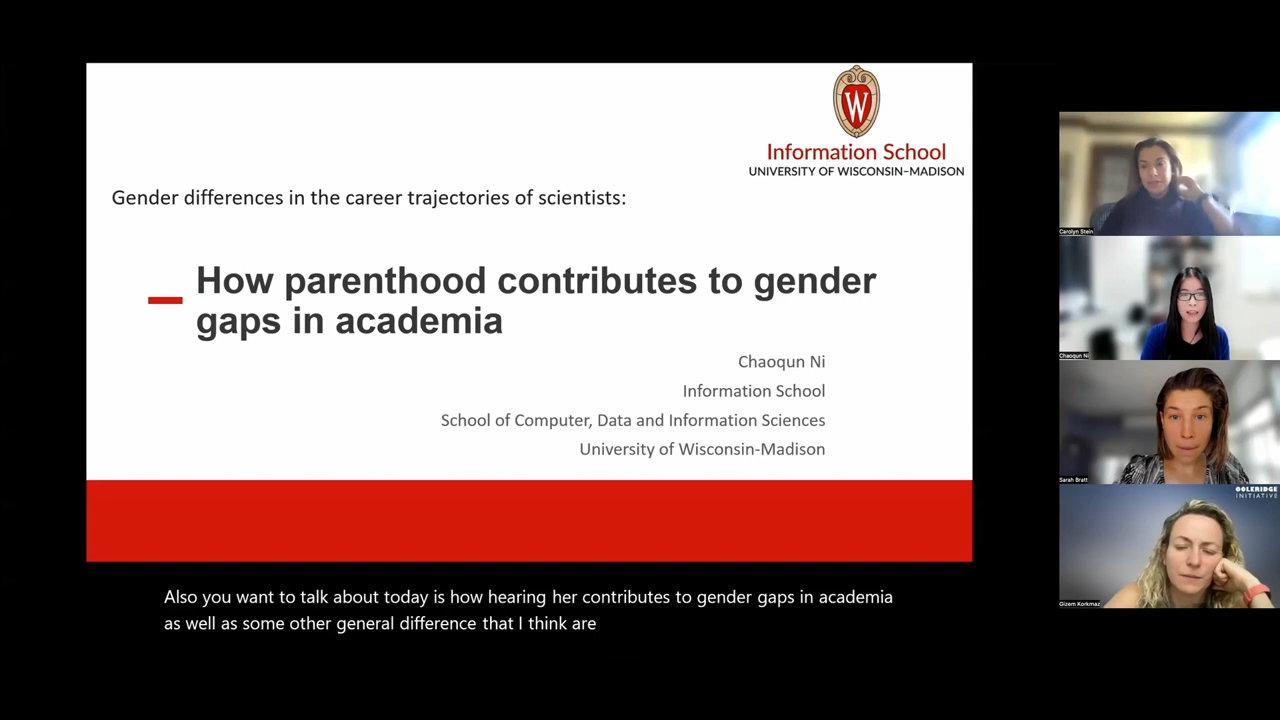 W
Information School
UNIVERSITY OF WISCONSIN–MADISON
Gender differences in the career trajectories of scientists:
How parenthood contributes to gender
gaps in academia
Chaoqun Ni
Information School
School of Computer, Data and Information Sciences
University of Wisconsin-Madison
Also you want to talk about today is how hearing her contributes to gender gaps in academia
as well as some other general difference that I think are
Carolyn Stein
Chaoqun Ni
Sarah Bratt
COLERIDGE
INITIATIVE
Gizem Korkmaz